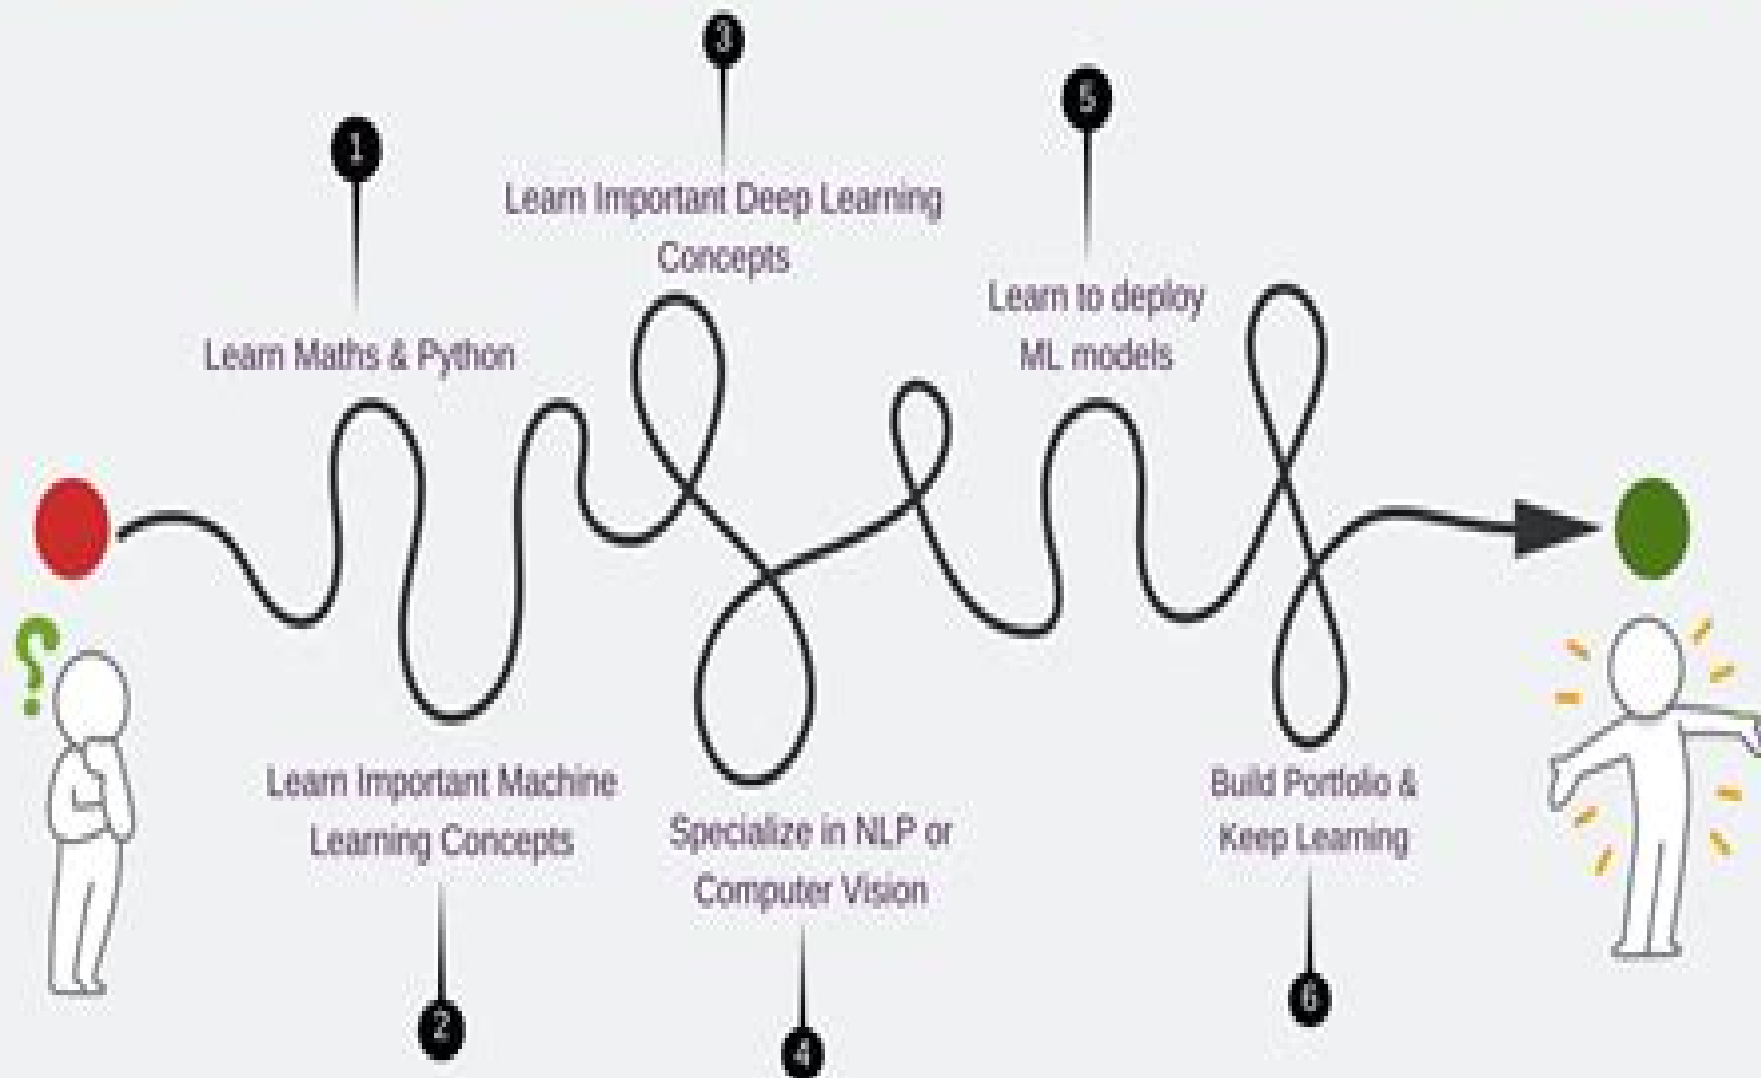 1
Learn Maths & Python
2
Learn Important Machine
Learning Concepts
3
Learn Important Deep Learning
Concepts
4
Specialize in NLP or
Computer Vision
5
Learn to deploy
ML models
6
Build Portfolio &
Keep Learning
?